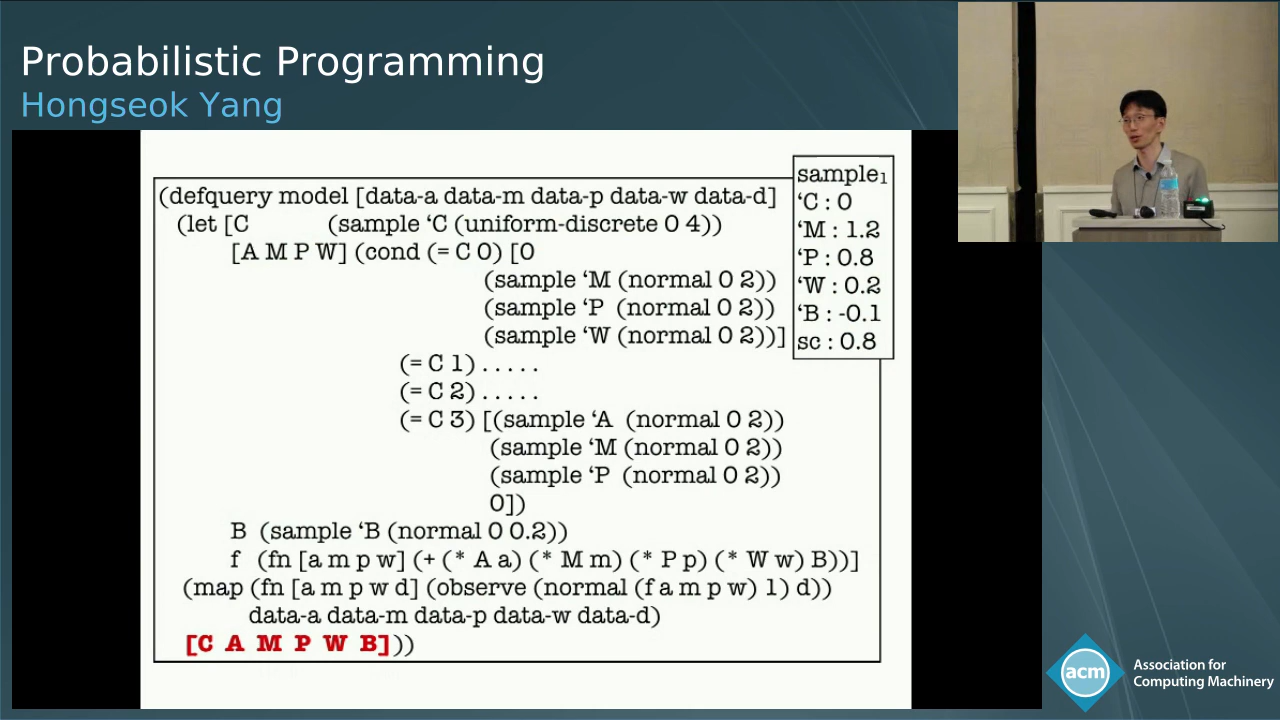 Probabilistic Programming
Hongseok Yang
(defquery model [data-a data-m data-p data-w data-d]
(let [C (sample ‘C (uniform-discrete 0 4))
[A M P W] (cond (= C 0) [0
(sample ‘M (normal 0 2))
(sample ‘P (normal 0 2))
(sample ‘W (normal 0 2))]
(= C 1) . . . . .
(= C 2) . . . . .
(= C 3) [(sample ‘A (normal 0 2))
(sample ‘M (normal 0 2))
(sample ‘P (normal 0 2))
0])
B (sample ‘B (normal 0 0.2))
f (fn [a m p w] (+ (* A a) (* M m) (* P p) (* W w) B))]
(map (fn [a m p w d] (observe (normal (f a m p w) 1) d))
data-a data-m data-p data-w data-d)
[C A M P W B]))
sample₁
‘C : 0
‘M : 1.2
‘P : 0.8
‘W : 0.2
‘B : -0.1
sc : 0.8
acm
Association for
Computing Machinery